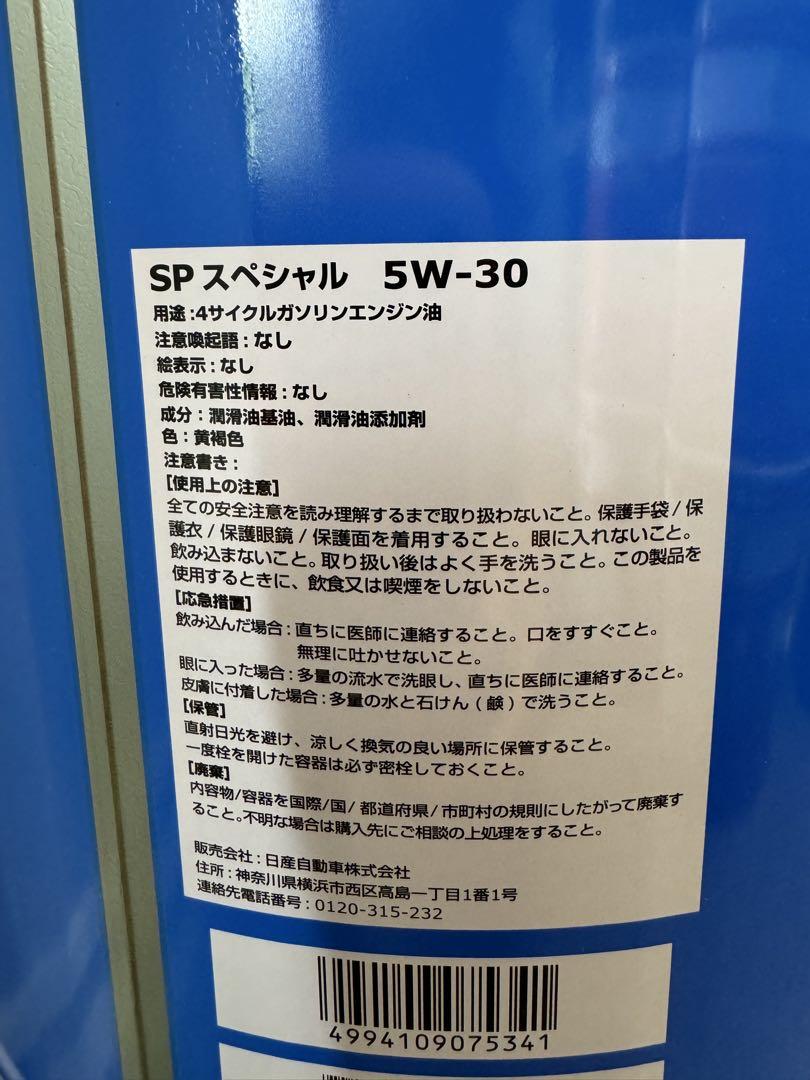 SP スペシャル 5W-30
用途:4サイクルガソリンエンジン油
注意喚起語:なし
絵表示:なし
危険有害性情報:なし
成分:潤滑油基油、潤滑油添加剤
色:黄褐色
注意書き:
[使用上の注意]
全ての安全注意を読み理解するまで取り扱わないこと。保護手袋/保
護衣/保護眼鏡/保護面を着用すること。眼に入れないこと。
飲み込まないこと。取り扱い後はよく手を洗うこと。この製品を
使用するときに、飲食又は喫煙をしないこと。
[応急措置]
飲み込んだ場合:直ちに医師に連絡すること。口をすすぐこと。
無理に吐かせないこと。
眼に入った場合:多量の流水で洗眼し、直ちに医師に連絡すること。
皮膚に付着した場合:多量の水と石けん(鹸)で洗うこと。
[保管]
直射日光を避け、涼しく換気の良い場所に保管すること。
一度栓を開けた容器は必ず密栓しておくこと。
[廃棄]
内容物/容器を国際/国/都道府県/市町村の規則にしたがって廃棄す
ること。不明な場合は購入先にご相談の上処理をすること。
販売会社:日産自動車株式会社
住所:神奈川県横浜市西区高島一丁目1番1号
連絡先電話番号:0120-315-232
4994109075341